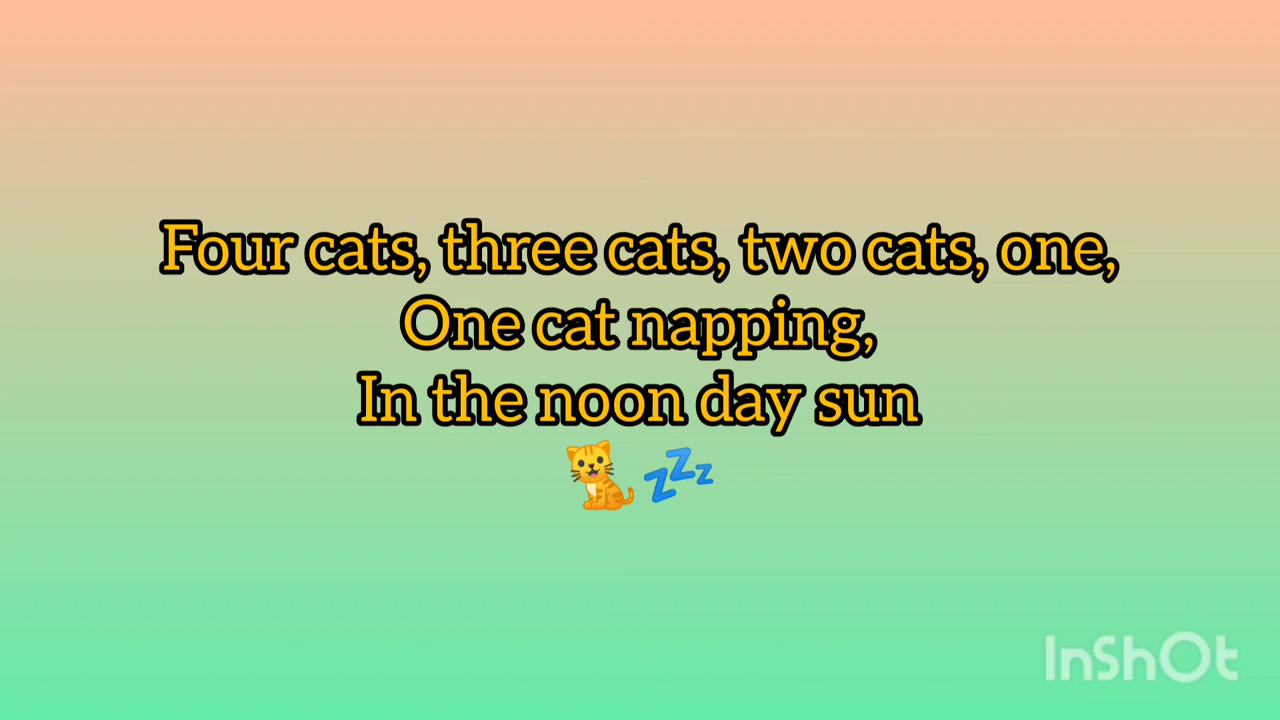 Four cats, three cats, two cats, one,
One cat napping,
In the noon day sun
🐈 💤
InShOt